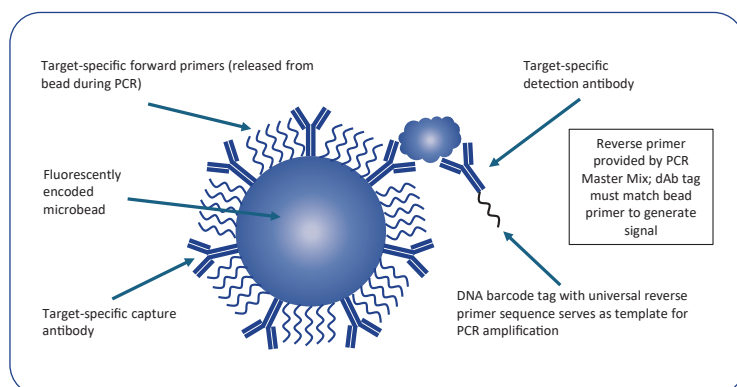 Target-specific forward primers (released from
bead during PCR)
Target-specific
detection antibody
Reverse primer
provided by PCR
Master Mix; dAb tag
must match bead
primer to generate
signal
Fluorescently
encoded
microbead
Target-specific capture
antibody
DNA barcode tag with universal reverse
primer sequence serves as template for
PCR amplification